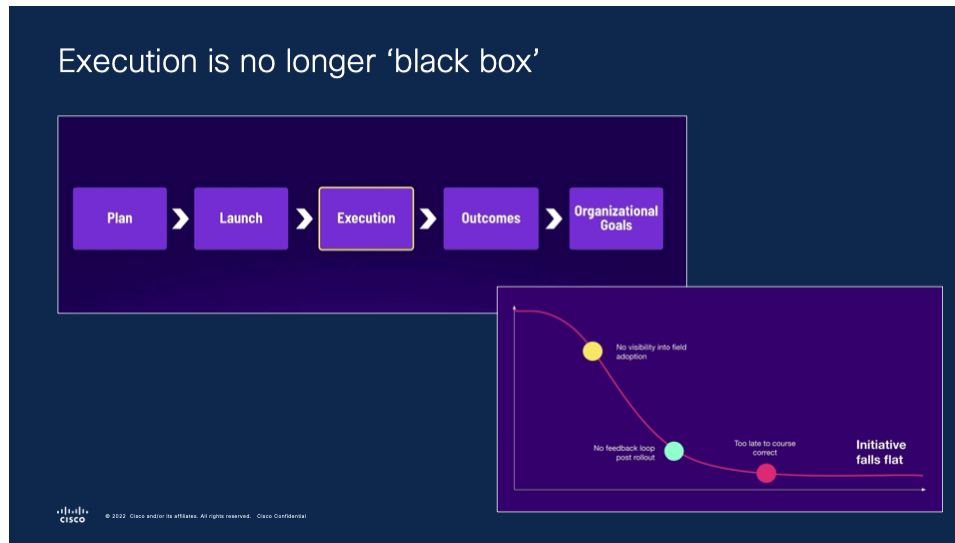 Execution is no longer ‘black box’
Plan
Launch
Execution
Outcomes
Organizational
Goals
No visibility into field
adoption
No feedback loop
post rollout
Too late to course
correct
Initiative
falls flat
CISCO
© 2022 Cisco and/or its affiliates. All rights reserved. Cisco Confidential